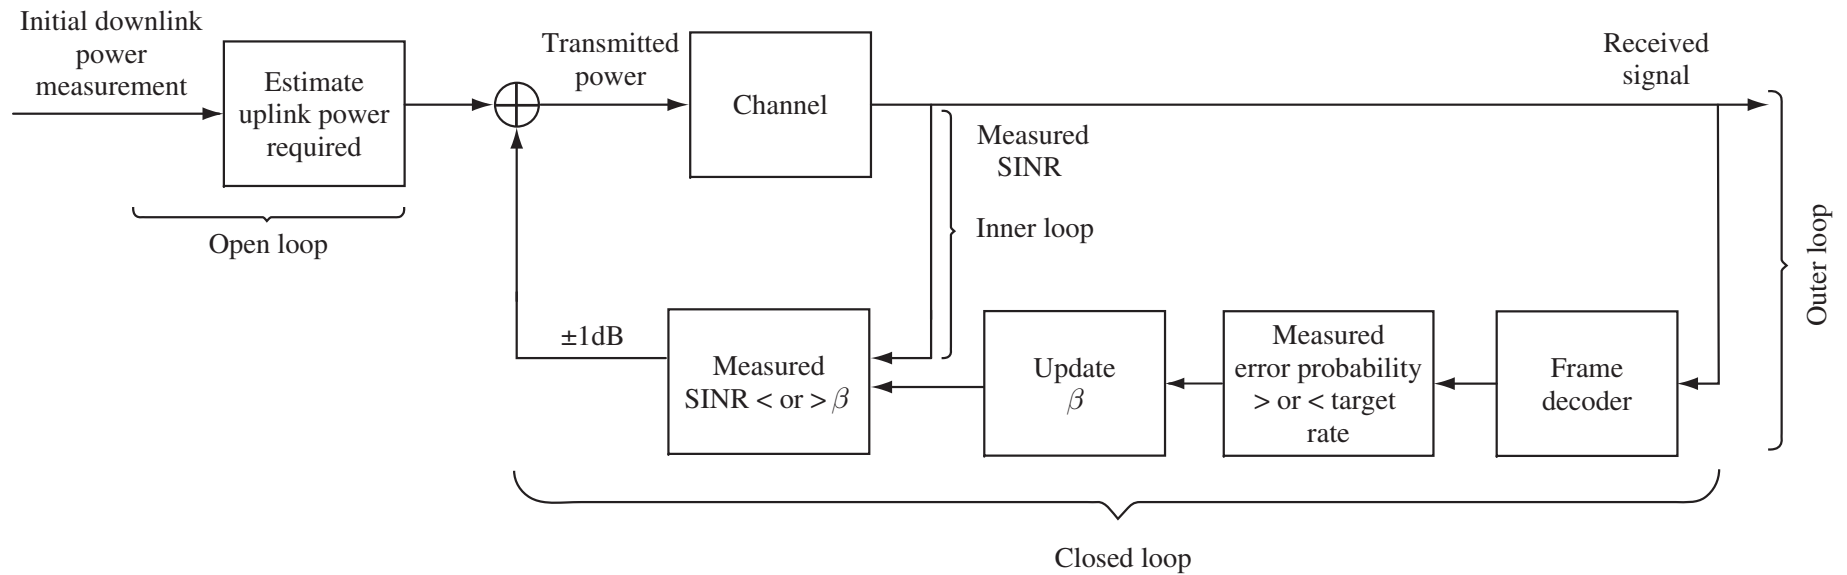 Initial downlink
power
measurement
Estimate
uplink power
required
Open loop
Transmitted
power
Channel
Received
signal
Measured
SINR
Inner loop
Outer loop
±1dB
Measured
SINR < or > β
Update
β
Measured
error probability
> or < target
rate
Frame
decoder
Closed loop